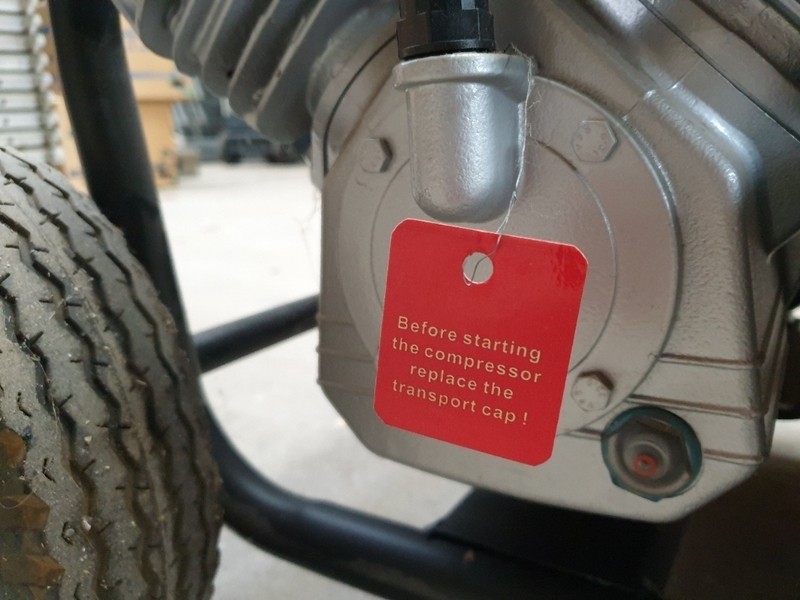 Before starting
the compressor
replace the
transport cap !